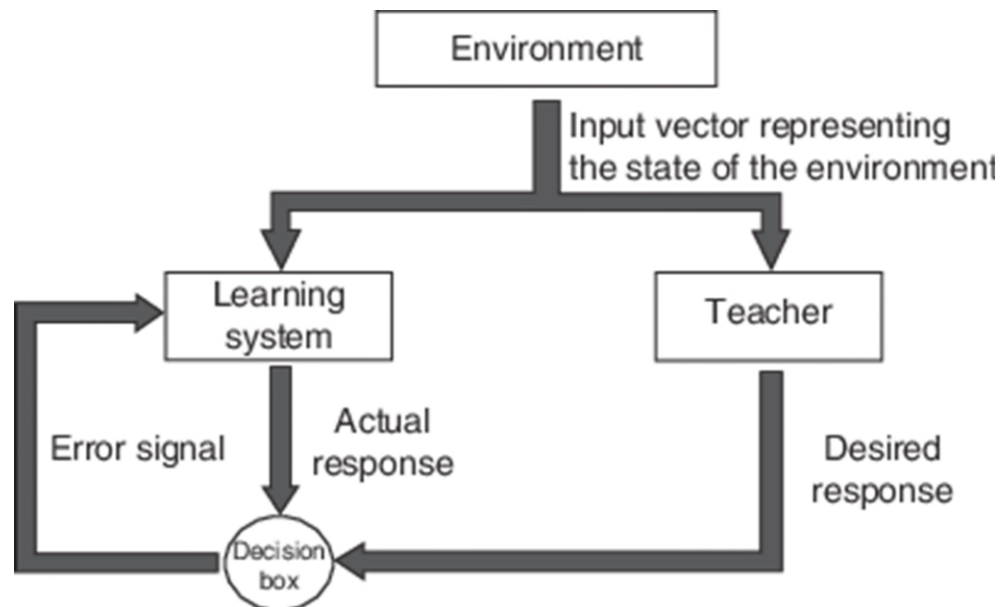 Environment
Input vector representing
the state of the environment
Learning
system
Teacher
Error signal
Actual
response
Desired
response
Decision
box